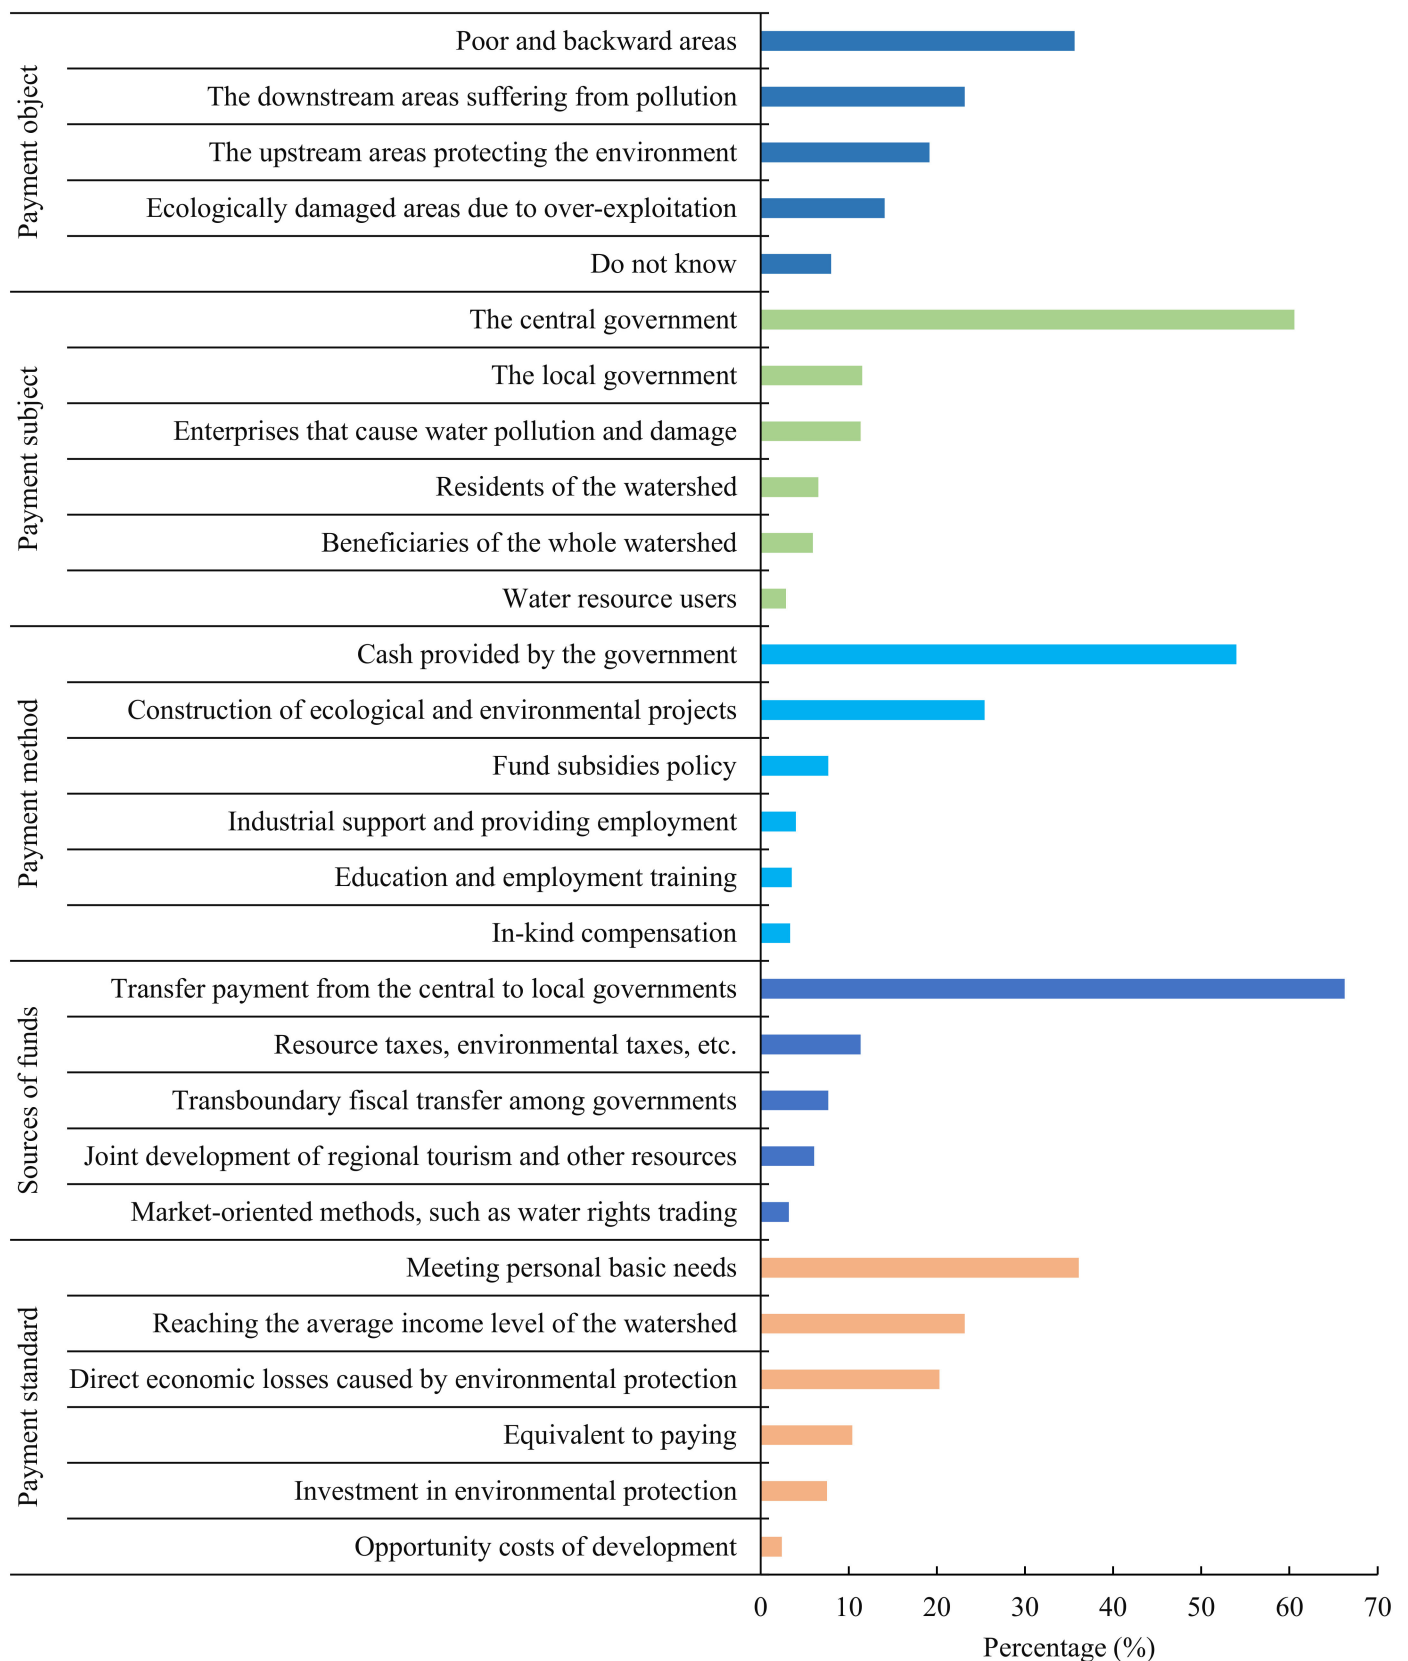 Payment object
Poor and backward areas
The downstream areas suffering from pollution
The upstream areas protecting the environment
Ecologically damaged areas due to over-exploitation
Do not know
Payment subject
The central government
The local government
Enterprises that cause water pollution and damage
Residents of the watershed
Beneficiaries of the whole watershed
Water resource users
Payment method
Cash provided by the government
Construction of ecological and environmental projects
Fund subsidies policy
Industrial support and providing employment
Education and employment training
In-kind compensation
Sources of funds
Transfer payment from the central to local governments
Resource taxes, environmental taxes, etc.
Transboundary fiscal transfer among governments
Joint development of regional tourism and other resources
Market-oriented methods, such as water rights trading
Payment standard
Meeting personal basic needs
Reaching the average income level of the watershed
Direct economic losses caused by environmental protection
Equivalent to paying
Investment in environmental protection
Opportunity costs of development
0 10 20 30 40 50 60 70
Percentage (%)